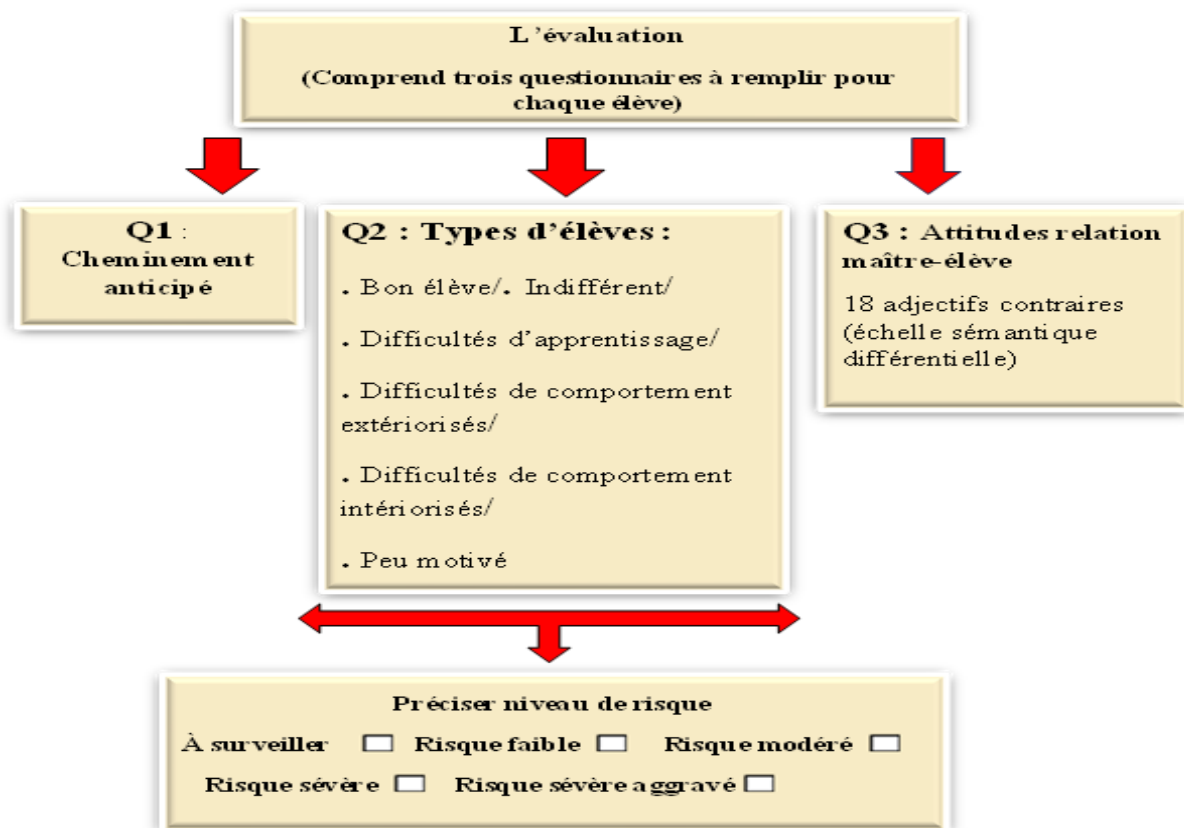 L 'évaluation
(Comprend trois questionnaires à remplir pour
chaque élève)
Q1 :
Cheminement
anticipé
Q2 : Types d'élèves :
. Bon élève/. Indifférent/
. Difficultés d'apprentissage/
. Difficultés de comportement
extériorisés/
. Difficultés de comportement
intériorisés/
. Peu motivé
Q3 : Attitudes relation
maître-élève
18 adjectifs contraires
(échelle sémantique
différentielle)
Préciser niveau de risque
À surveiller Risque faible Risque modéré
Risque sévère Risque sévère aggravé